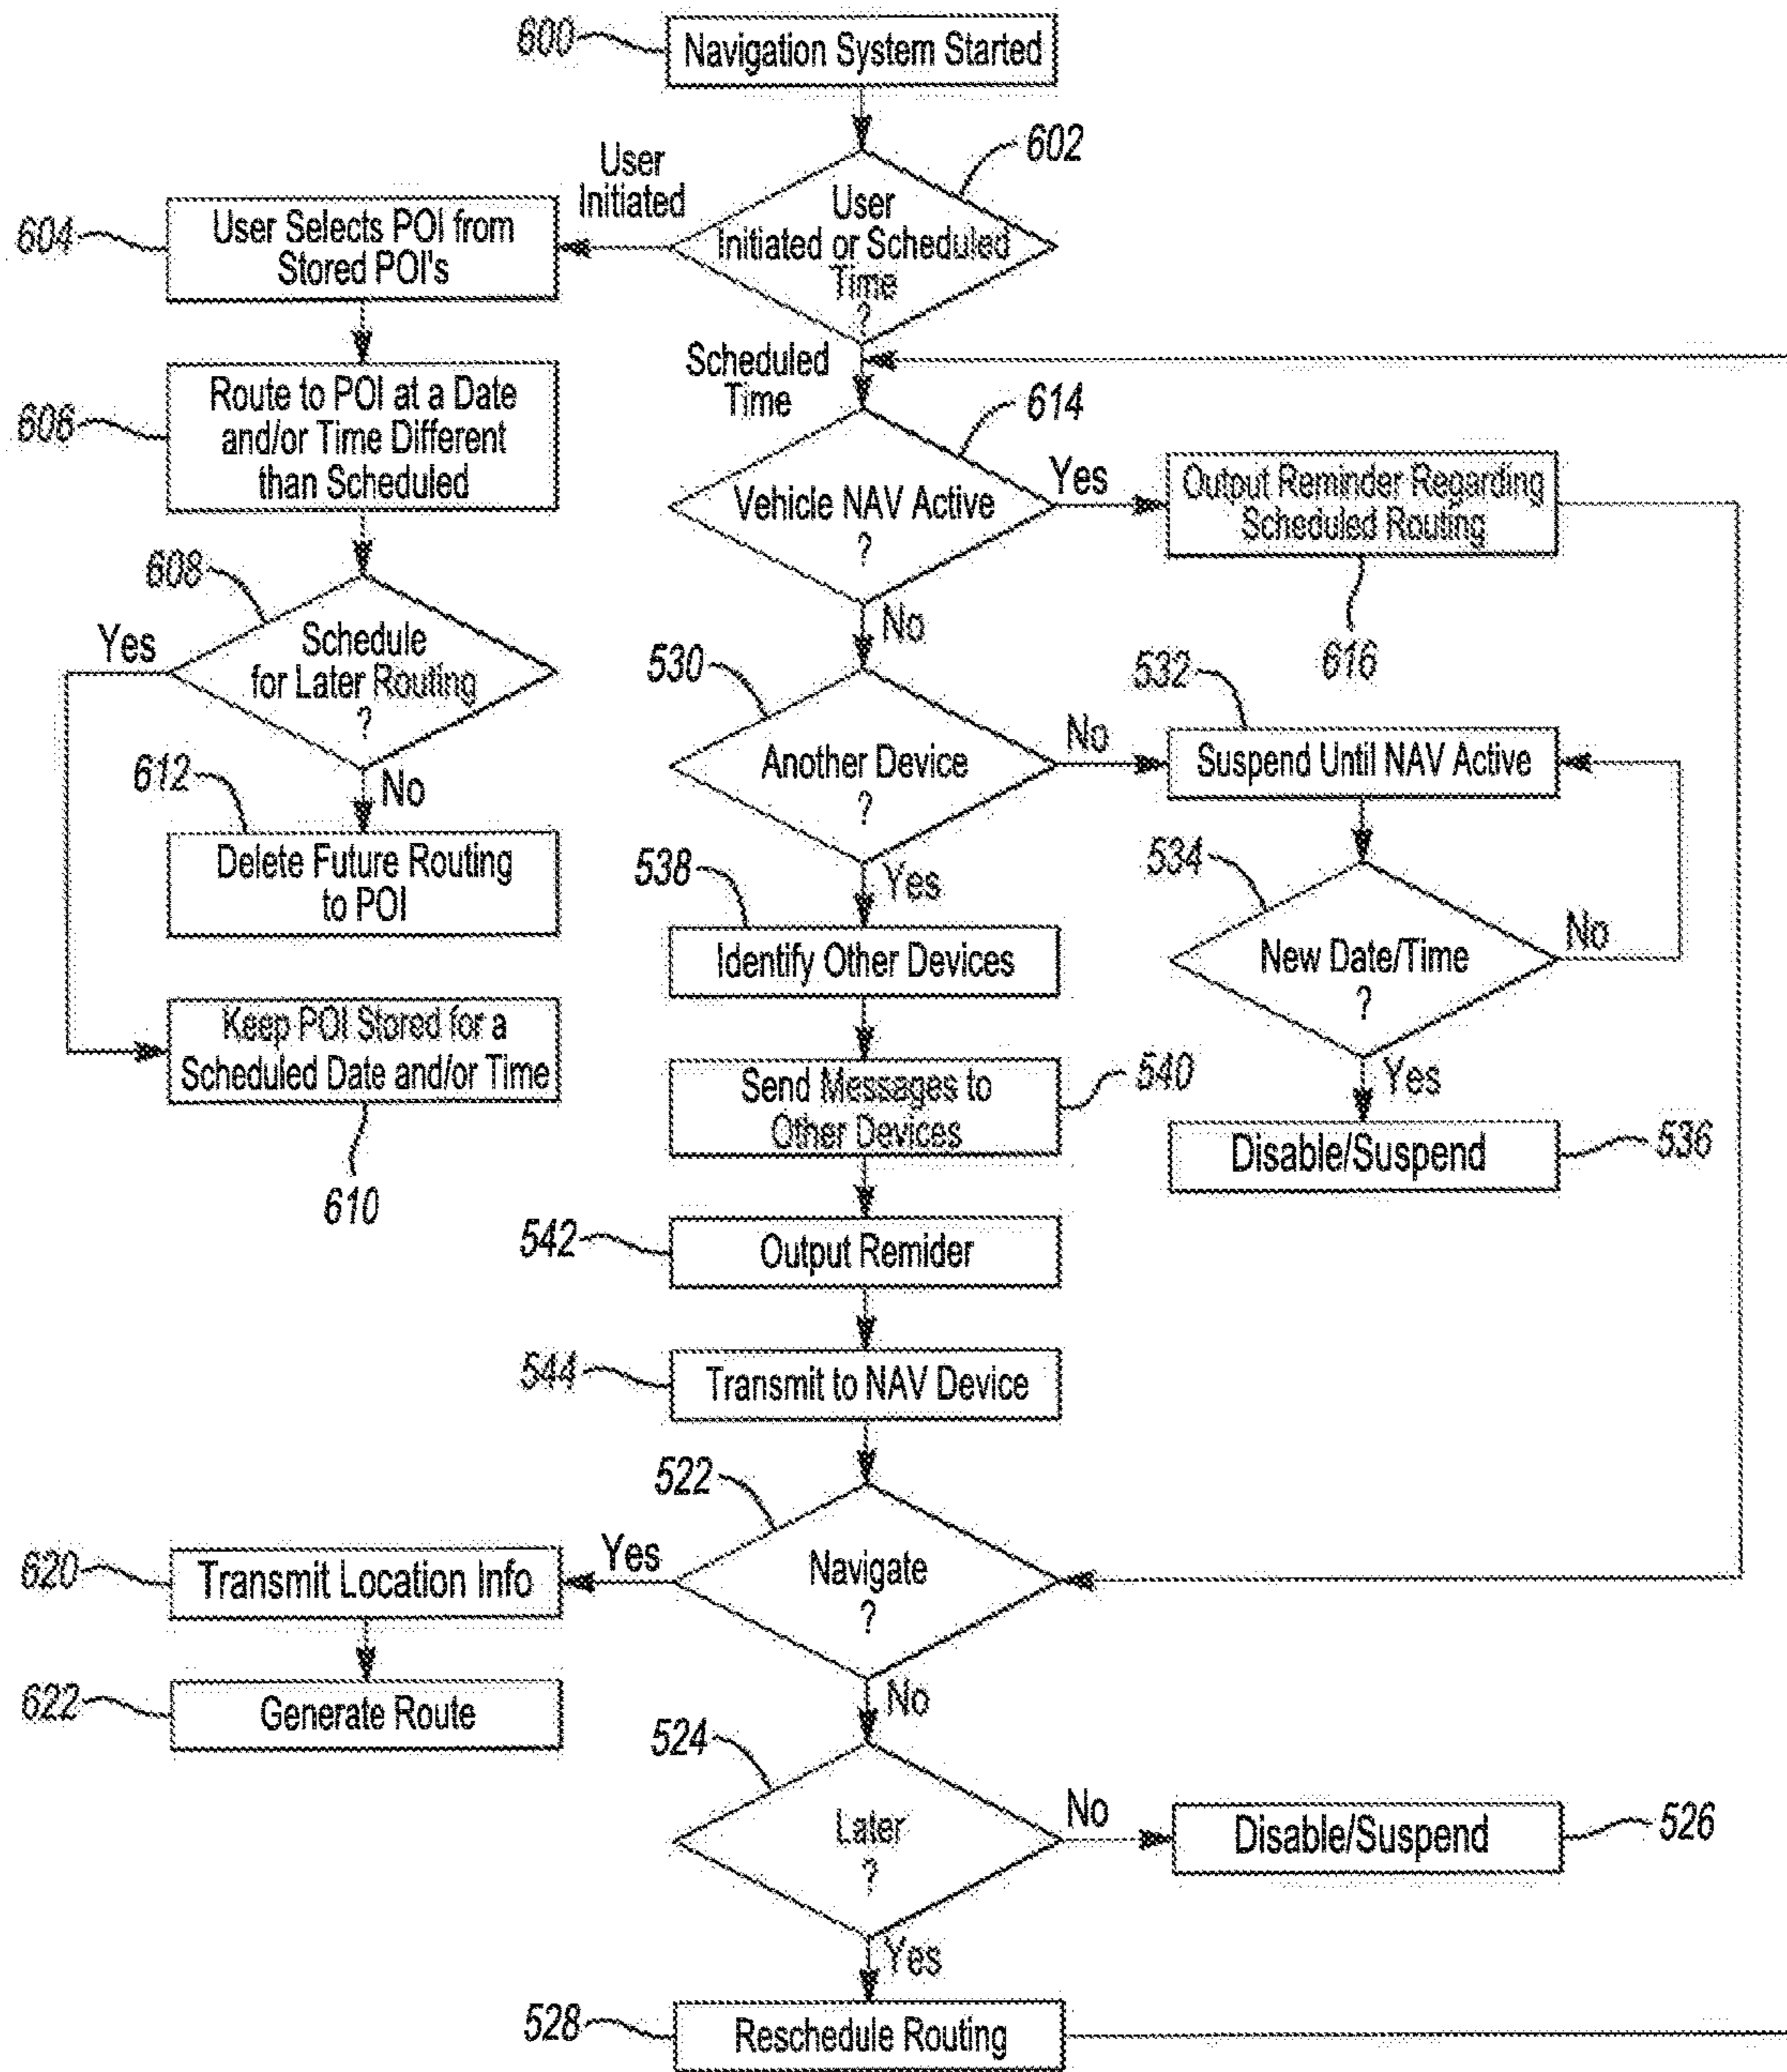 600
Navigation System Started
602
User
Initiated
User
Initiated or Scheduled
Time
?
604
User Selects POI from
Stored POI's
Scheduled
Time
606
Route to POI at a Date
and/or Time Different
than Scheduled
614
Vehicle NAV Active
?
Yes
Output Reminder Regarding
Scheduled Routing
616
No
608
Yes
Schedule
for Later Routing
?
No
612
Delete Future Routing
to POI
Keep POI Stored for a
Scheduled Date and/or Time
610
530
Another Device
?
No
532
Suspend Until NAV Active
534
New Date/Time
?
No
Yes
Disable/Suspend
536
Yes
538
Identify Other Devices
Send Messages to
Other Devices
540
542
Output Remider
544
Transmit to NAV Device
522
Navigate
?
Yes
620
Transmit Location Info
622
Generate Route
No
524
Later
?
No
Disable/Suspend
526
Yes
528
Reschedule Routing